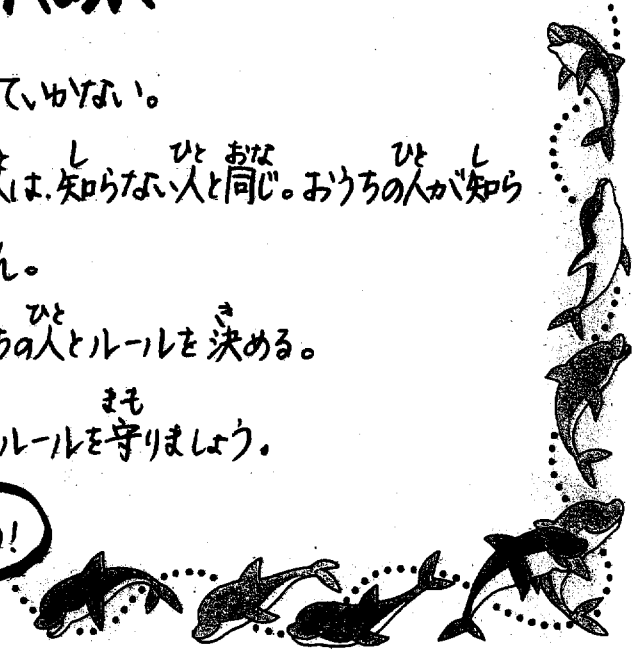 ていかない。
は、知らない人と同じ。おうちの人が知ら
ん。
の人とルールを決める。
ルールを守りましょう。
!